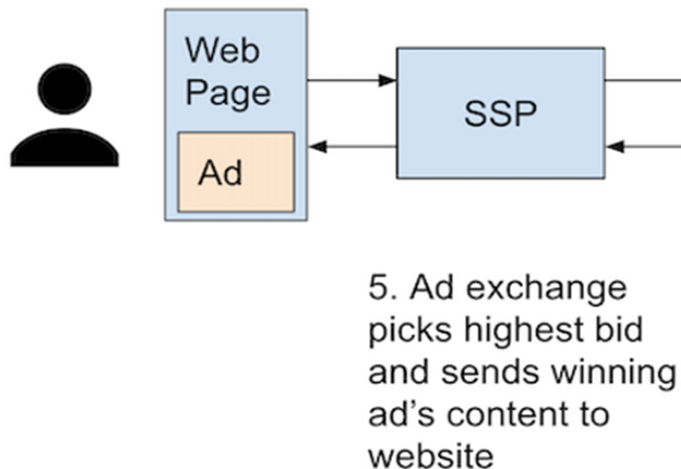 Web
Page
Ad
SSP
5. Ad exchange
picks highest bid
and sends winning
ad's content to
website